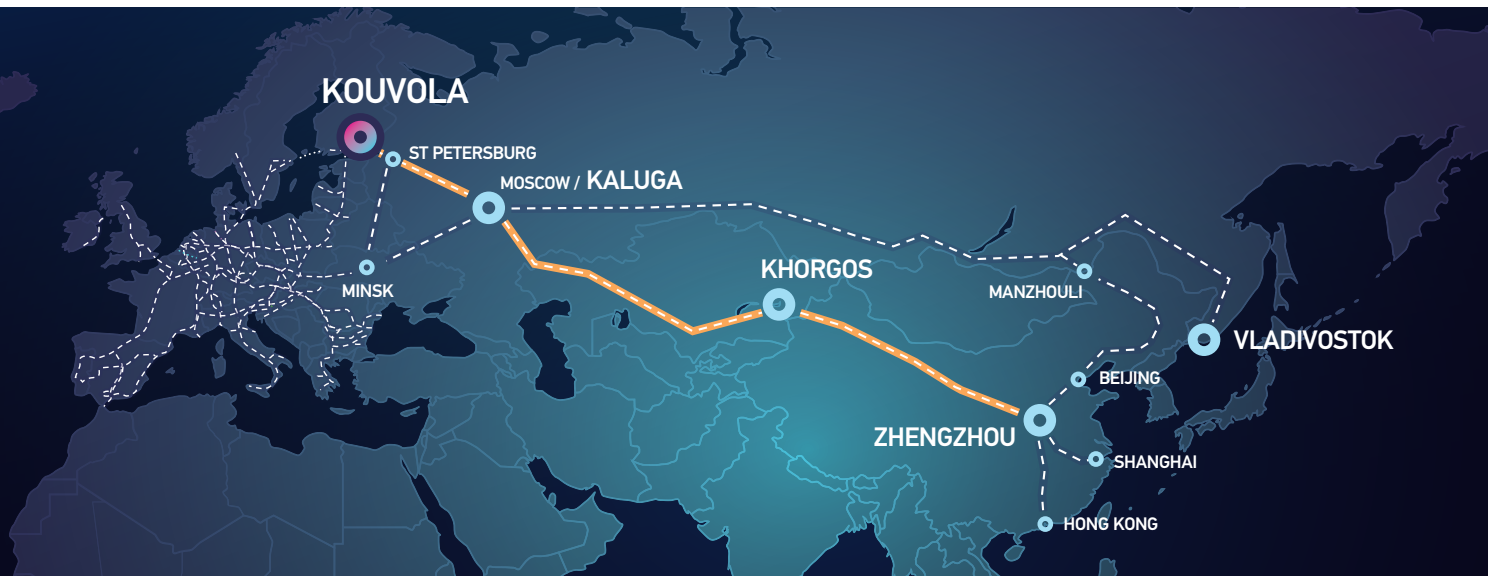 KOUVOLA
ST PETERSBURG
MOSCOW / KALUGA
KHORGOS
MINSK
MANZHOULI
VLADIVOSTOK
BEIJING
ZHENGZHOU
SHANGHAI
HONG KONG